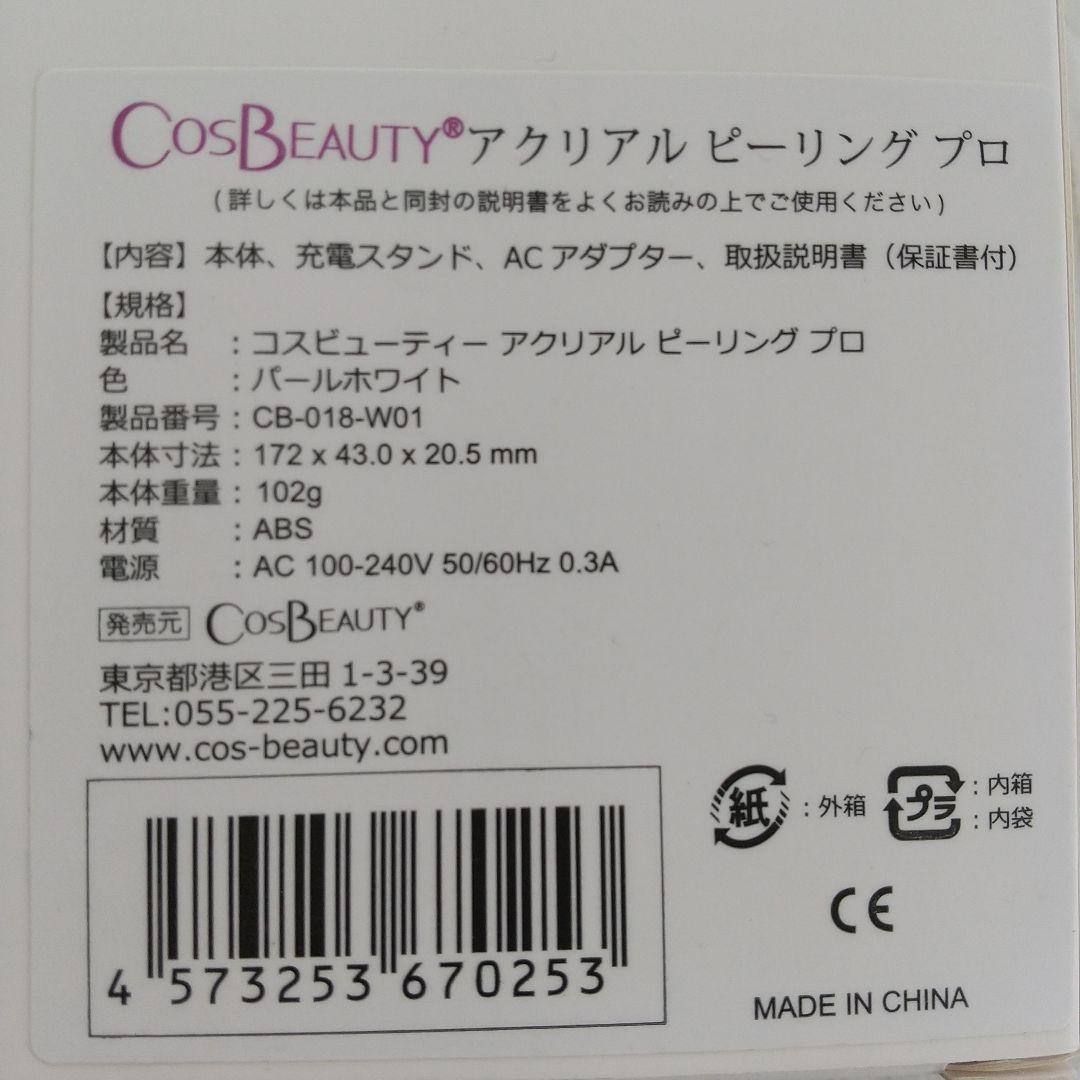 COSBEAUTY®アクリアル ピーリング プロ
(詳しくは本品と同封の説明書をよくお読みの上でご使用ください)
【内容】本体、充電スタンド、ACアダプター、取扱説明書（保証書付）
【規格】
製品名 ：コスビューティー アクリアル ピーリング プロ
色 ：パールホワイト
製品番号：CB-018-W01
本体寸法：172 x 43.0 x 20.5 mm
本体重量：102g
材質 ：ABS
電源 ：AC 100-240V 50/60Hz 0.3A
発売元 COSBEAUTY®
東京都港区三田 1-3-39
TEL:055-225-6232
www.cos-beauty.com
紙 ：外箱 プラ ：内箱
：内袋
CE
4 573253 670253
MADE IN CHINA